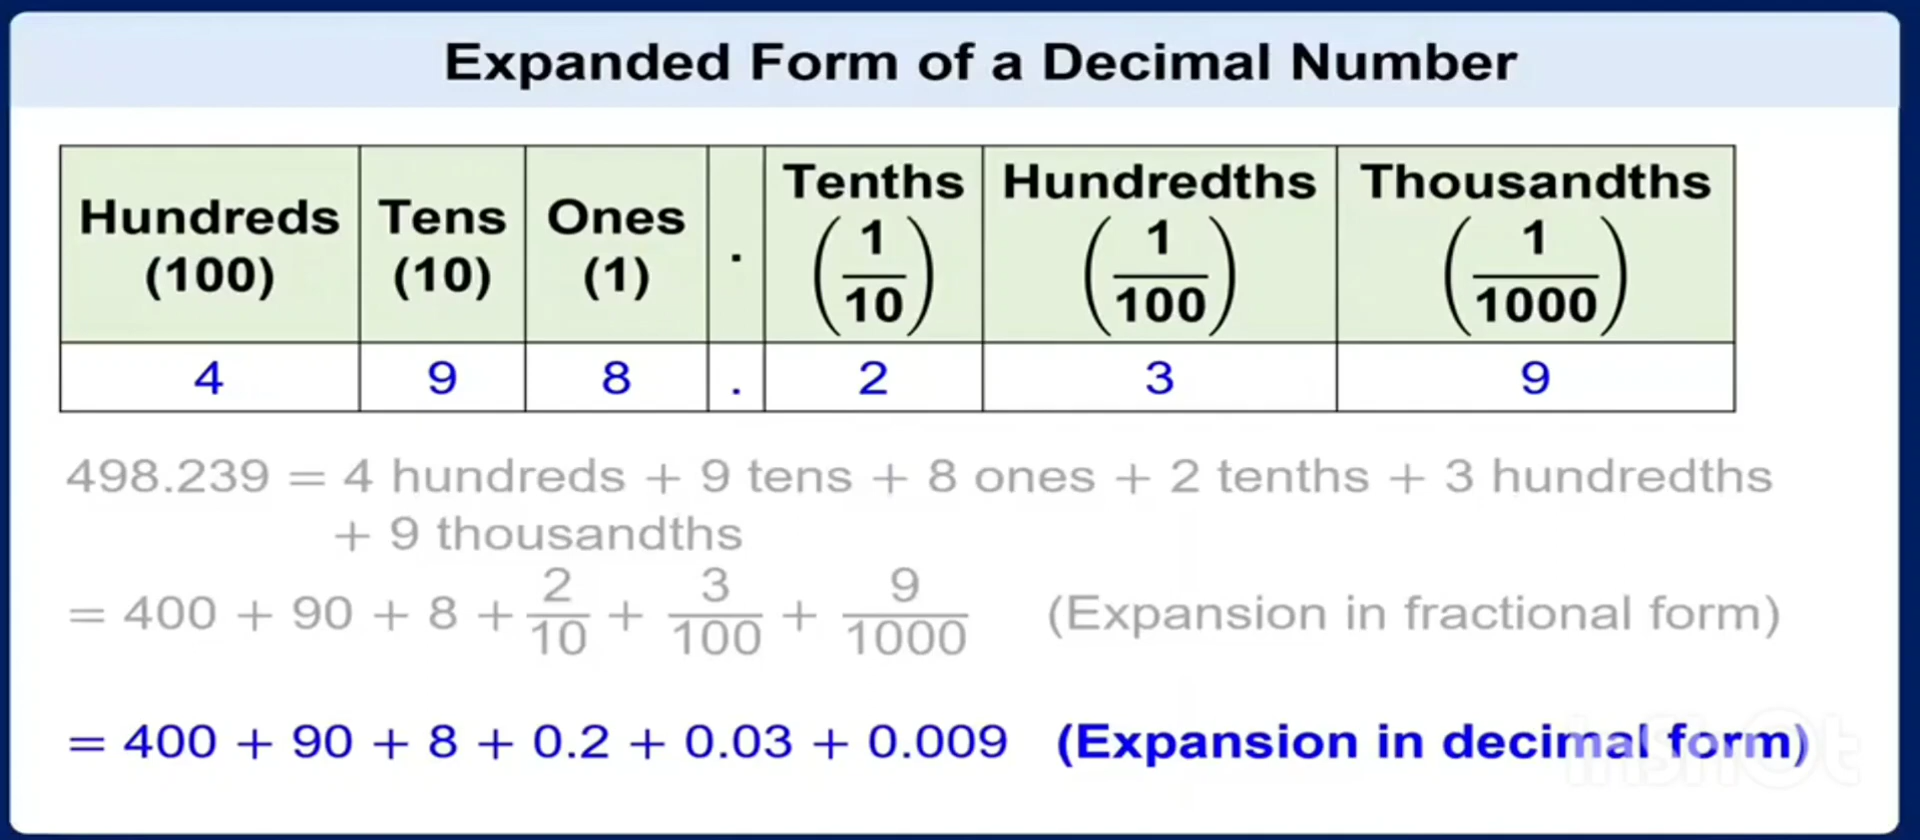 Expanded Form of a Decimal Number
Hundreds (100) Tens (10) Ones (1) . Tenths (1/10) Hundredths (1/100) Thousandths (1/1000)
4 9 8 . 2 3 9
498.239 = 4 hundreds + 9 tens + 8 ones + 2 tenths + 3 hundredths
+ 9 thousandths
= 400 + 90 + 8 + 2/10 + 3/100 + 9/1000 (Expansion in fractional form)
= 400 + 90 + 8 + 0.2 + 0.03 + 0.009 (Expansion in decimal form)
InShOt